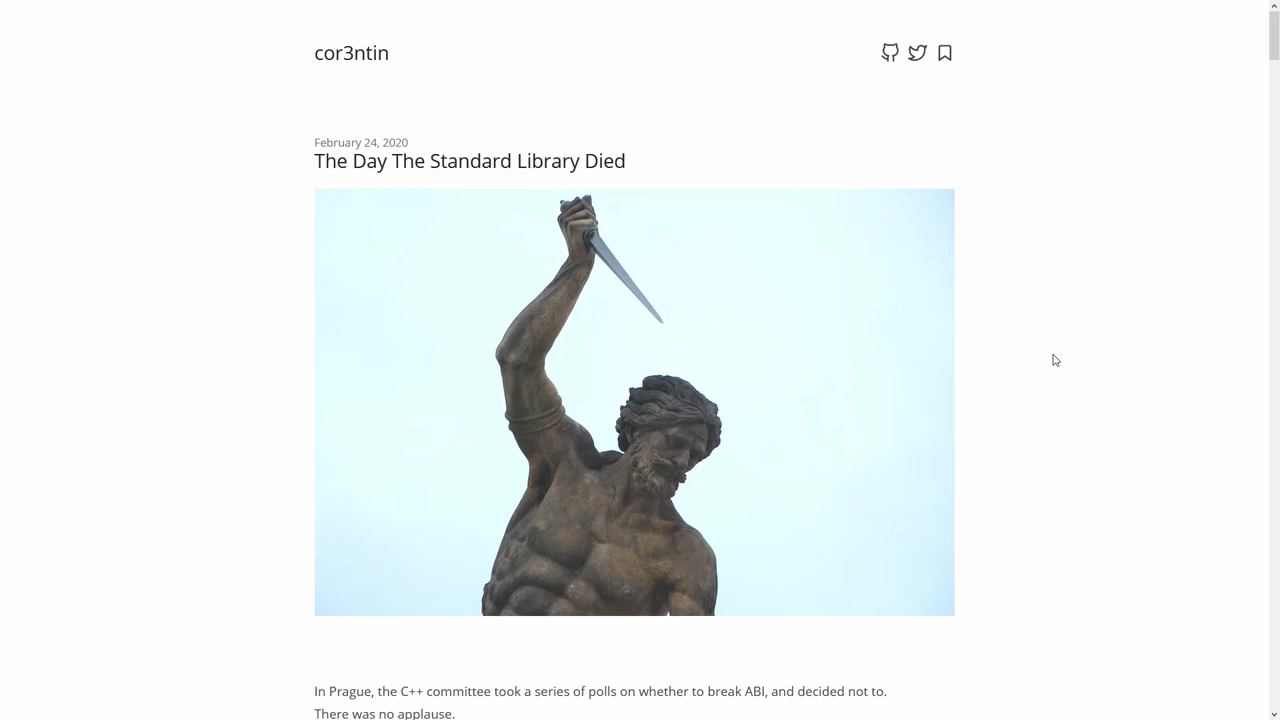 cor3ntin
February 24, 2020
The Day The Standard Library Died
In Prague, the C++ committee took a series of polls on whether to break ABI, and decided not to.
There was no applause.